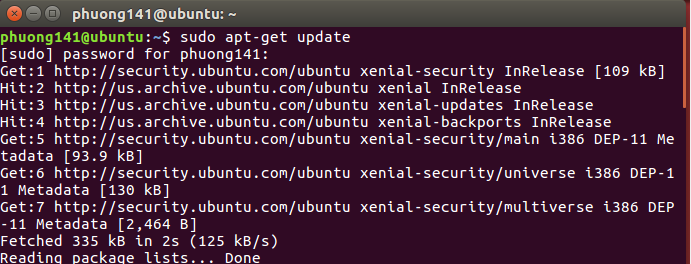 phuong141@ubuntu: ~
phuong141@ubuntu:~$ sudo apt-get update
[sudo] password for phuong141:
Get:1 http://security.ubuntu.com/ubuntu xenial-security InRelease [109 kB]
Hit:2 http://us.archive.ubuntu.com/ubuntu xenial InRelease
Hit:3 http://us.archive.ubuntu.com/ubuntu xenial-updates InRelease
Hit:4 http://us.archive.ubuntu.com/ubuntu xenial-backports InRelease
Get:5 http://security.ubuntu.com/ubuntu xenial-security/main i386 DEP-11 Me
tadata [93.9 kB]
Get:6 http://security.ubuntu.com/ubuntu xenial-security/universe i386 DEP-1
1 Metadata [130 kB]
Get:7 http://security.ubuntu.com/ubuntu xenial-security/multiverse i386 DEP
-11 Metadata [2,464 B]
Fetched 335 kB in 2s (125 kB/s)
Reading package lists... Done